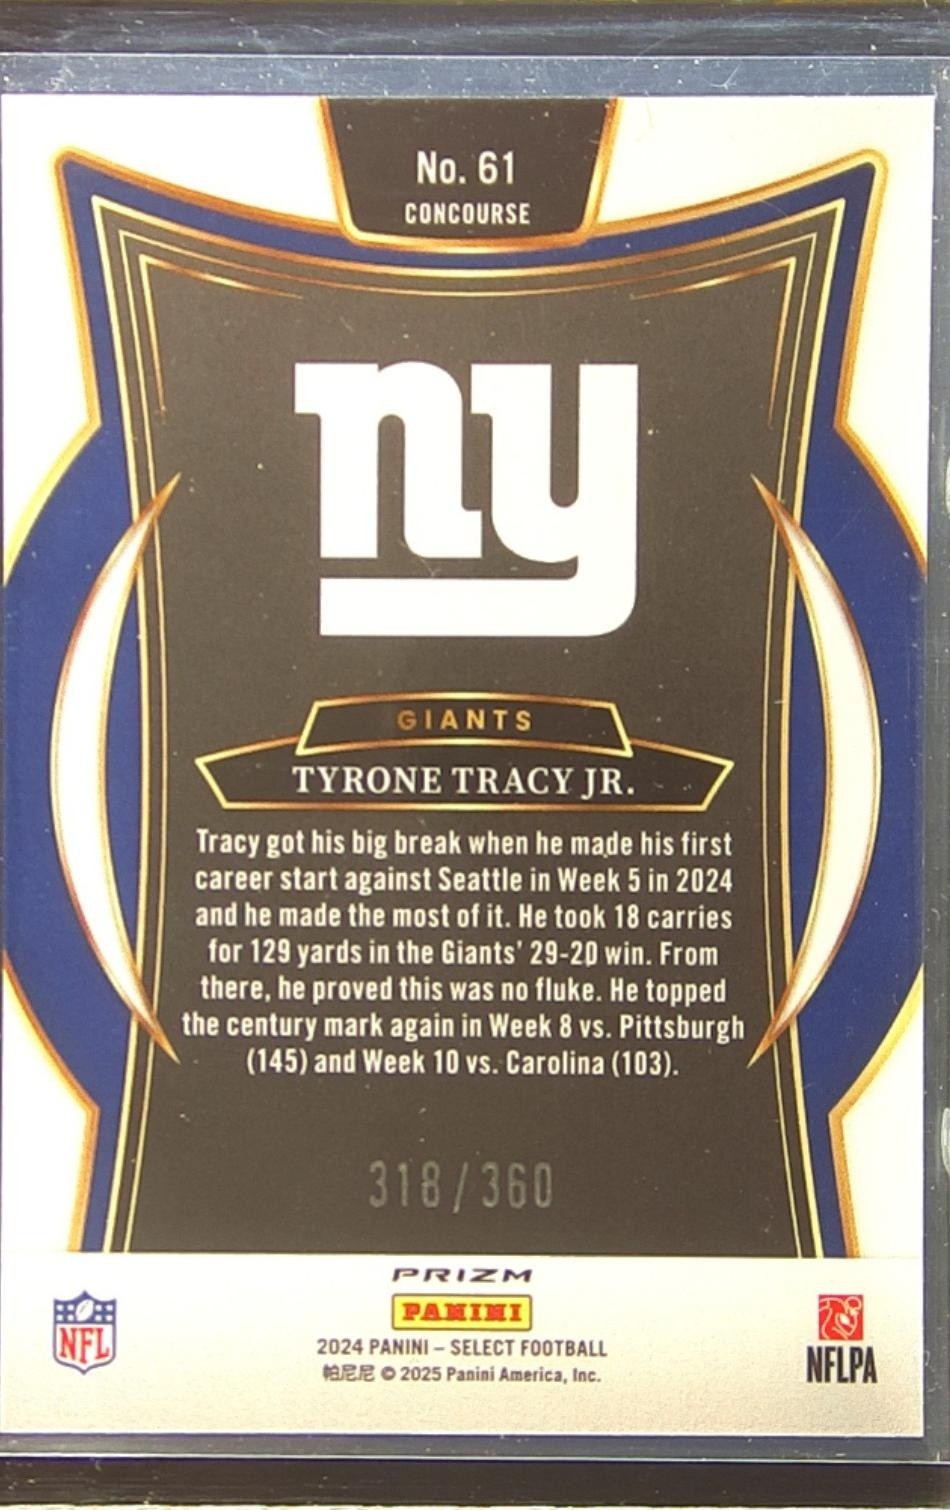 No. 61
CONCOURSE
ny
GIANTS
TYRONE TRACY JR.
Tracy got his big break when he made his first
career start against Seattle in Week 5 in 2024
and he made the most of it. He took 18 carries
for 129 yards in the Giants' 29-20 win. From
there, he proved this was no fluke. He topped
the century mark again in Week 8 vs. Pittsburgh
(145) and Week 10 vs. Carolina (103).
318/360
PRIZM
PANINI
NFL
2024 PANINI – SELECT FOOTBALL
帕尼尼 © 2025 Panini America, Inc.
NFLPA